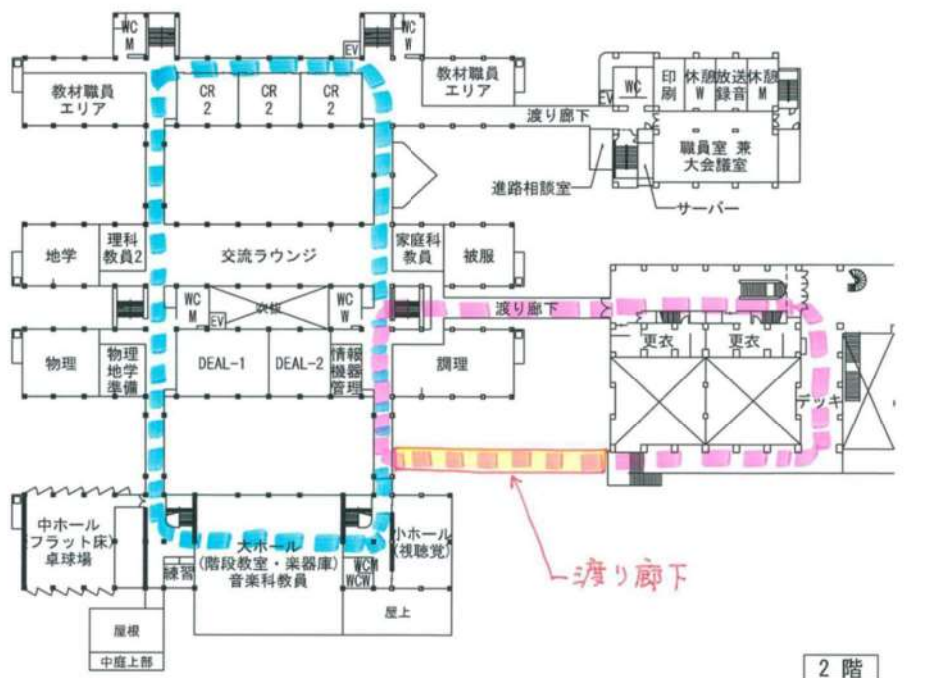 WC
M
WC
W
EV
教材職員
エリア
CR
2
CR
2
CR
2
教材職員
エリア
渡り廊下
EV
WC
印
刷
休憩
W
放送
録音
休憩
M
職員室 兼
大会議室
進路相談室
サーバー
地学
理科
教員2
交流ラウンジ
家庭科
教員
被服
WC
M
EV
吹抜
WC
W
渡り廊下
物理
物理
地学
準備
DEAL-1
DEAL-2
情報
機器
管理
調理
更衣
更衣
デッキ
中ホール
(フラット床)
卓球場
練習
大ホール
(階段教室・楽器庫)
音楽科教員
WCM
WCW
小ホール
(視聴覚)
屋上
屋根
中庭上部
渡り廊下
2 階